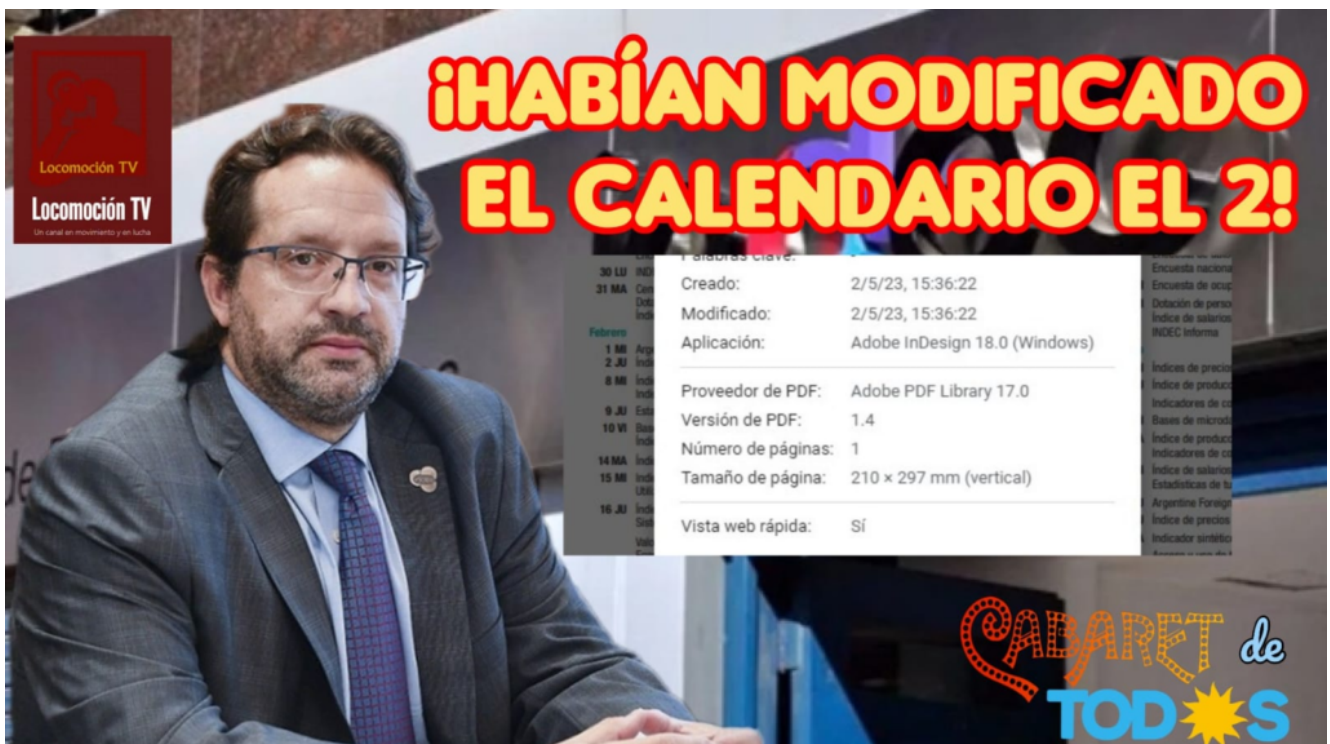 Locomoción TV
Locomoción TV
Un canal en movimiento y en lucha
¡HABÍAN MODIFICADO
EL CALENDARIO EL 2!
Palabras clave:
Creado: 2/5/23, 15:36:22
Modificado: 2/5/23, 15:36:22
Aplicación: Adobe InDesign 18.0 (Windows)
Proveedor de PDF: Adobe PDF Library 17.0
Versión de PDF: 1.4
Número de páginas: 1
Tamaño de página: 210 × 297 mm (vertical)
Vista web rápida: Sí
30 LU
31 MA
Febrero
1 MI
2 JU
8 MI
9 JU
10 VI
14 MA
15 MI
16 JU
Encuesta naciona
Encuesta de ocup
Dotación de perso
Índice de salarios
INDEC Informa
Índices de precio
Índice de produc
Indicadores de co
Bases de microda
Índice de produc
Indicadores de co
Índice de salarios
Estadísticas de tu
Argentine Foreign
Índice de precios
Indicador sintétic
CABARET de
TODOS